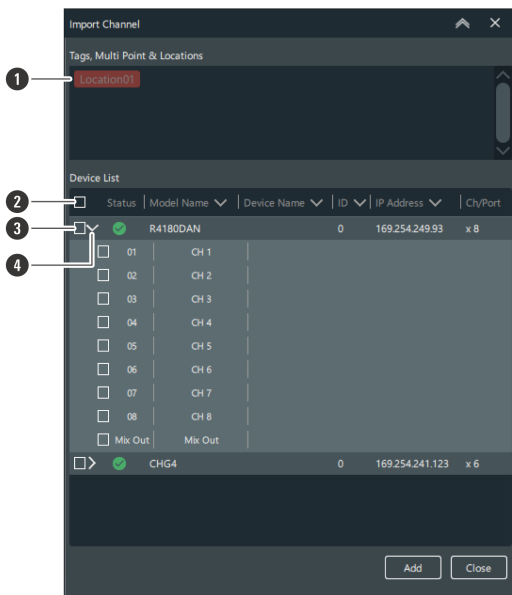 Import Channel
Tags, Multi Point & Locations
1
Location01
Device List
2
Status Model Name Device Name ID IP Address Ch/Port
3
R4180DAN 0 169.254.249.93 x 8
4
01 CH 1
02 CH 2
03 CH 3
04 CH 4
05 CH 5
06 CH 6
07 CH 7
08 CH 8
Mix Out Mix Out
CHG4 0 169.254.241.123 x 6
Add Close